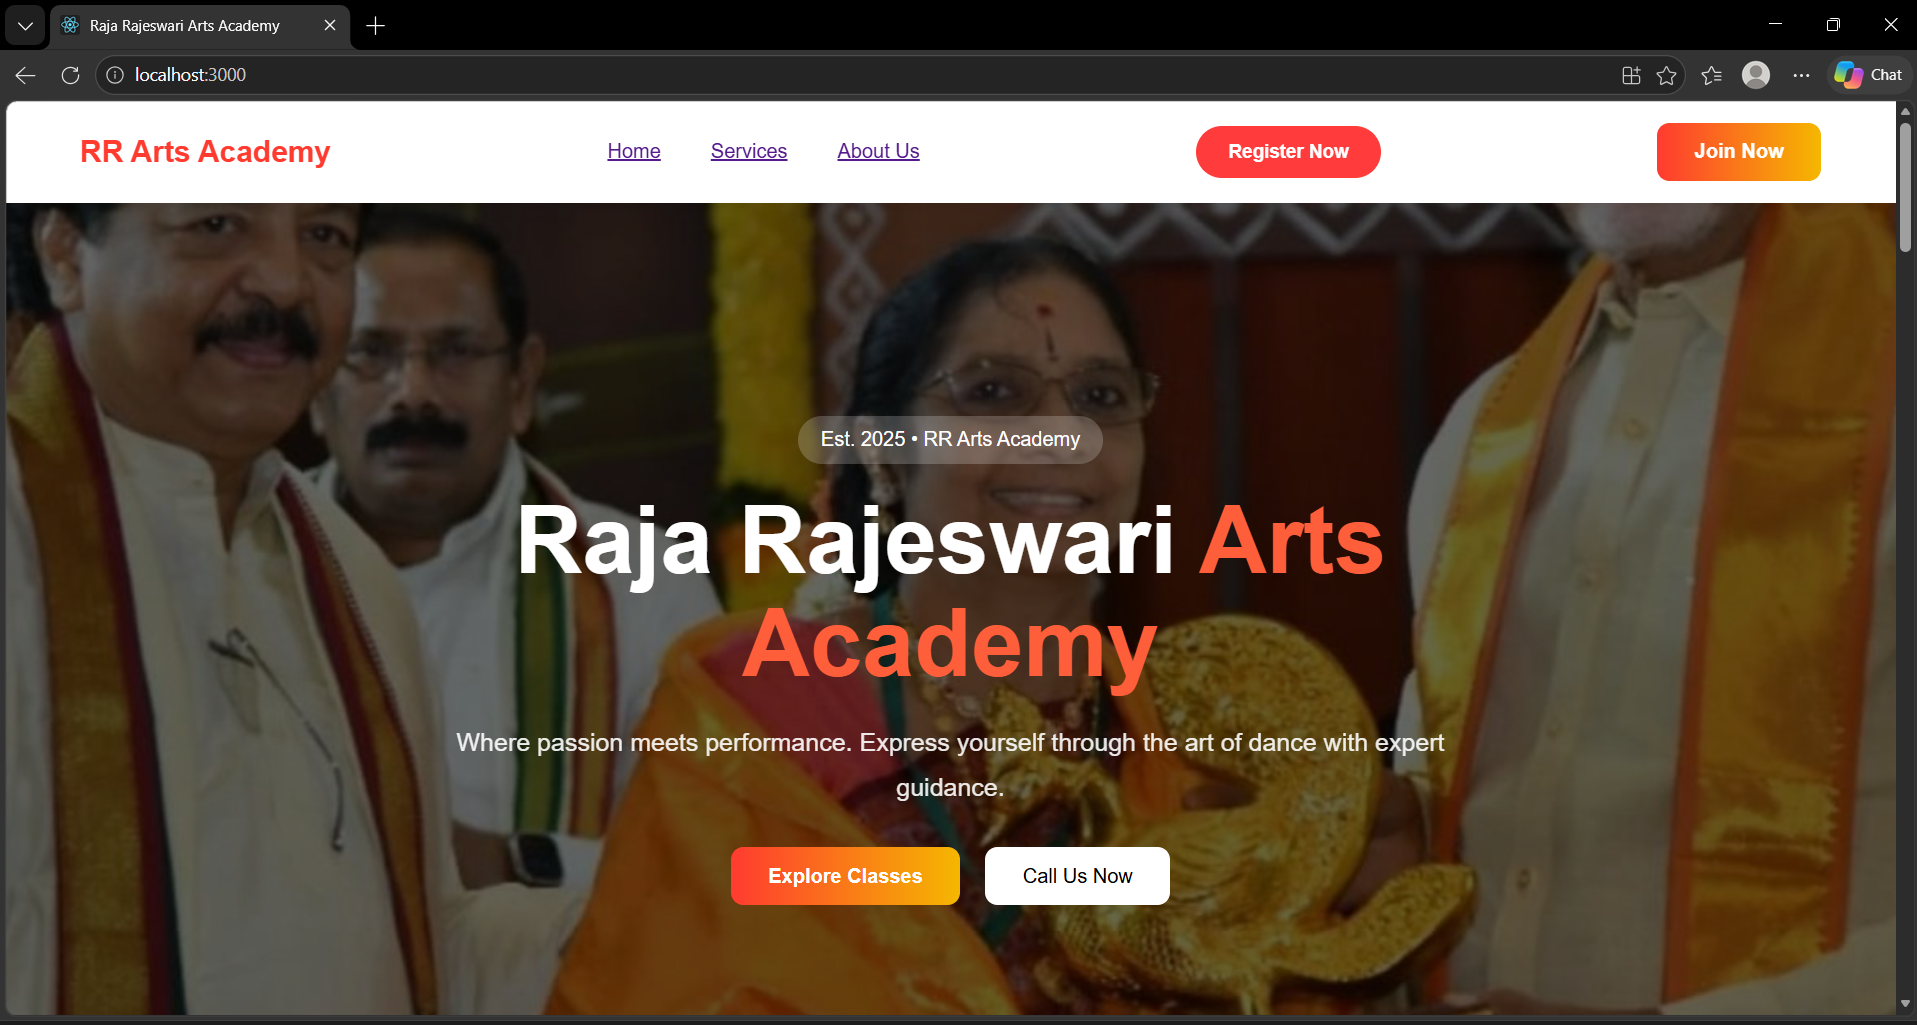 Raja Rajeswari Arts Academy
localhost:3000
Chat
RR Arts Academy
Home
Services
About Us
Register Now
Join Now
Est. 2025 • RR Arts Academy
Raja Rajeswari Arts
Academy
Where passion meets performance. Express yourself through the art of dance with expert
guidance.
Explore Classes
Call Us Now